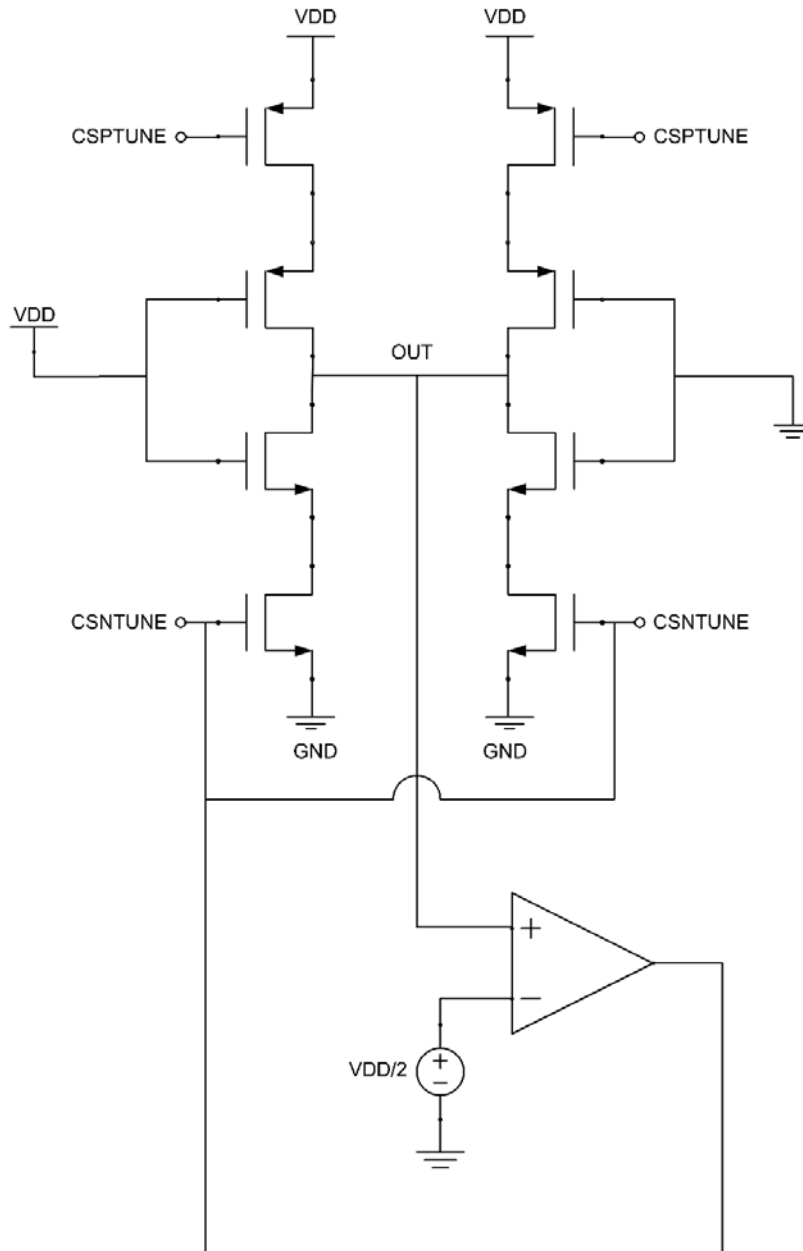 VDD VDD
CSPTUNE CSPTUNE
VDD
OUT
CSNTUNE CSNTUNE
GND GND
+
−
VDD/2
+
−